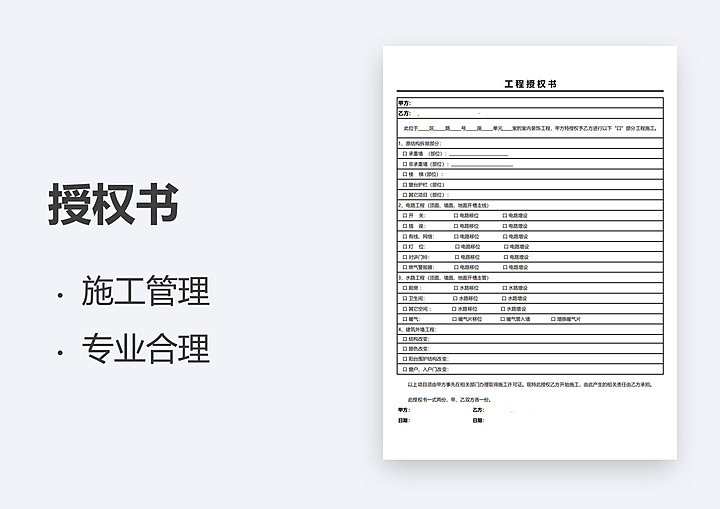 授权书
· 施工管理
· 专业合理
工程授权书
甲方：
乙方：
此位于____区____路____号____座____单元____室的室内装饰工程，甲方特授权予乙方进行以下“口”部分工程施工。
1、原结构拆除部分：
口 承重墙 （部位）：____________
口 非承重墙（部位）：____________
口 楼　梯（部位）：
口 窗台护栏（部位）
口 其它项目（部位）：
2、电路工程（顶面、墙面、地面开槽走线）
口 开　关： 口 电路移位 口 电路增设
口 插　座： 口 电路移位 口 电路增设
口 有线、网络： 口 电路移位 口 电路增设
口 灯　位： 口 电路移位 口 电路增设
口 对讲门铃： 口 电路移位 口 电路增设
口 燃气警报器： 口 电路移位 口 电路增设
3、水路工程（顶面、墙面、地面开槽走管）
口 厨房： 口 水路移位 口 水路增设
口 卫生间： 口 水路移位 口 水路增设
口 其它空间： 口 水路移位 口 水路增设
口 暖气： 口 暖气片移位 口 暖气管入墙 口 增换暖气片
4、建筑外墙工程：
口 结构改变：
口 颜色改变：
口 阳台围护结构改变：
口 窗户、入户门改变：
以上项目须由甲方事先在相关部门办理取得施工许可证。现特此授权乙方开始施工，由此产生的相关责任由乙方承担。
此授权书一式两份，甲、乙双方各一份。
甲方： 乙方：
日期： 日期：